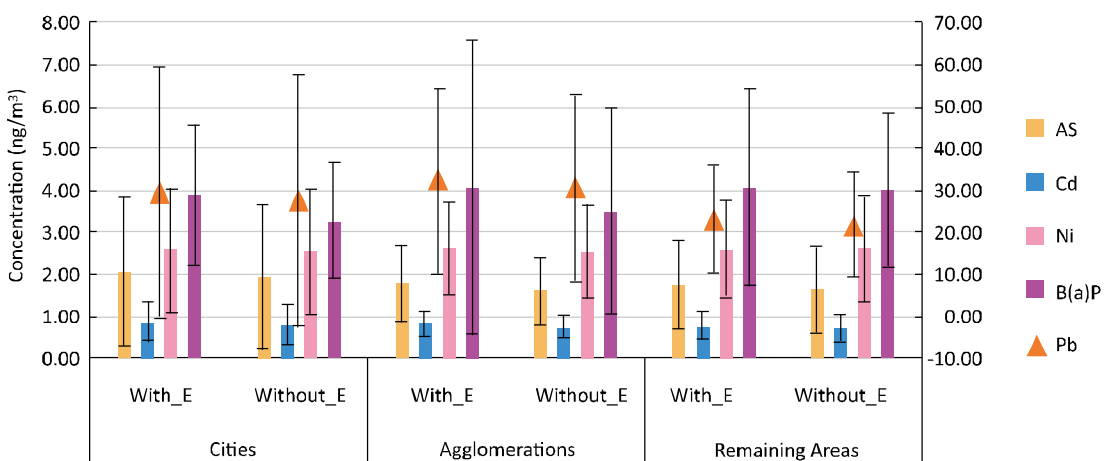 8.00
7.00
6.00
5.00
4.00
3.00
2.00
1.00
0.00
Concentration (ng/m³)
70.00
60.00
50.00
40.00
30.00
20.00
10.00
0.00
-10.00
AS
Cd
Ni
B(a)P
Pb
With_E Without_E With_E Without_E With_E Without_E
Cities Agglomerations Remaining Areas